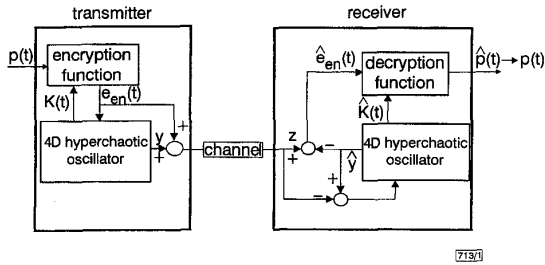 transmitter
receiver
p(t)
encryption
function
K(t)
e_en(t)
4D hyperchaotic
oscillator
y
+
+
channel
z
+
−
ê_en(t)
decryption
function
p̂(t)→p(t)
K̂(t)
4D hyperchaotic
oscillator
ŷ
+
−
713/1